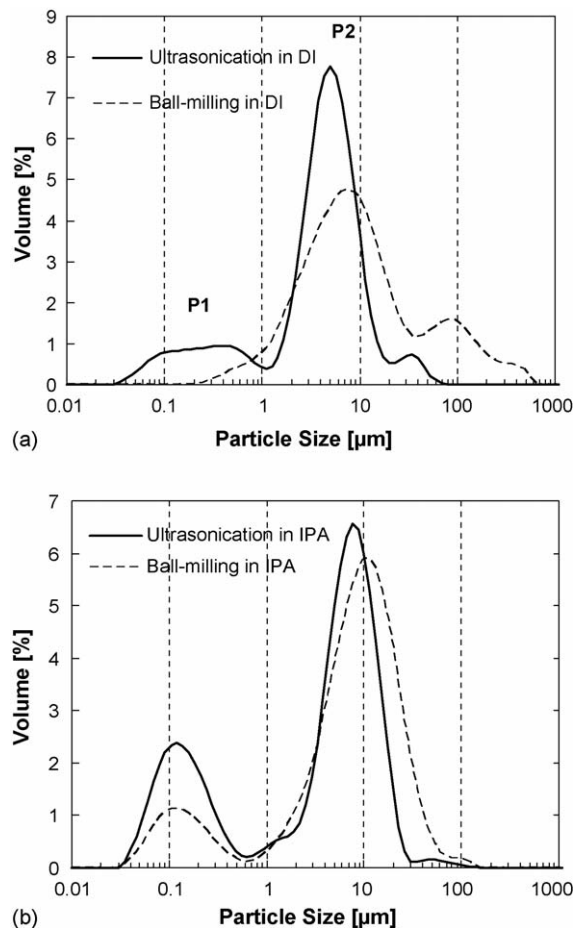 9
8
7
6
5
4
3
2
1
0
Volume [%]
P2
Ultrasonication in DI
Ball-milling in DI
P1
0.01 0.1 1 10 100 1000
(a) Particle Size [µm]
7
6
5
4
3
2
1
0
Volume [%]
Ultrasonication in IPA
Ball-milling in IPA
0.01 0.1 1 10 100 1000
(b) Particle Size [µm]